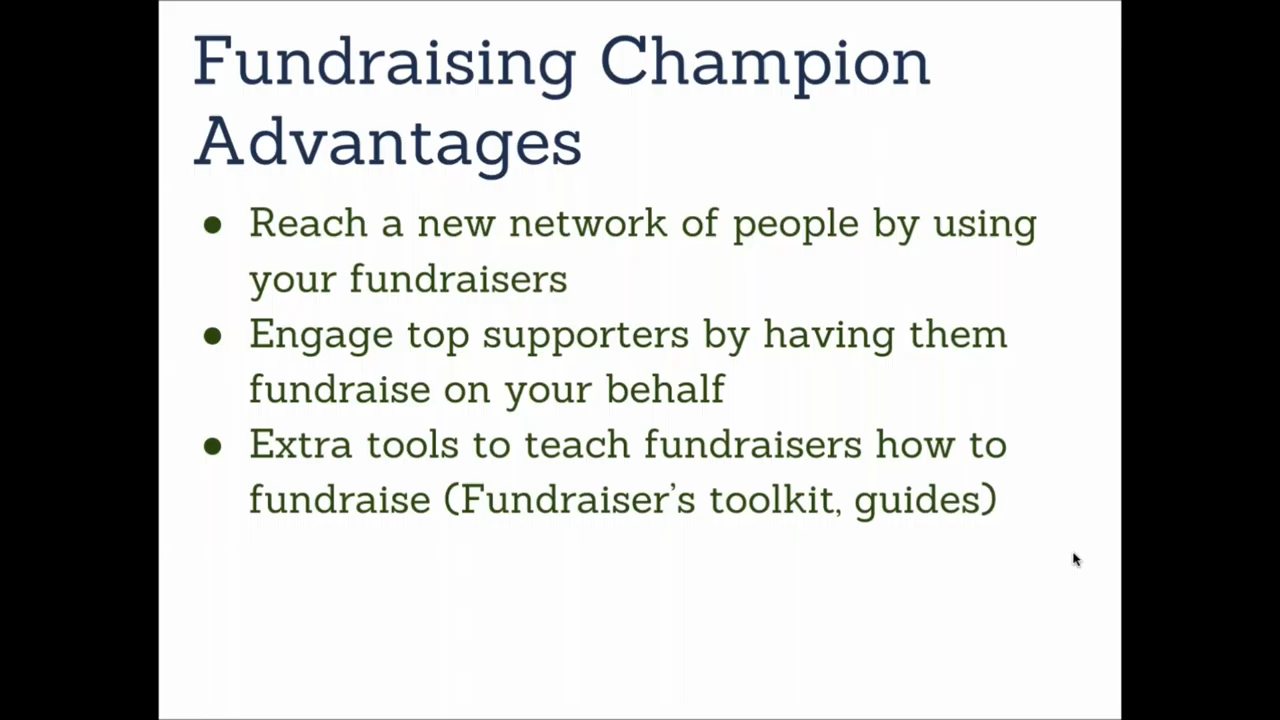 Fundraising Champion
Advantages
● Reach a new network of people by using
your fundraisers
● Engage top supporters by having them
fundraise on your behalf
● Extra tools to teach fundraisers how to
fundraise (Fundraiser’s toolkit, guides)